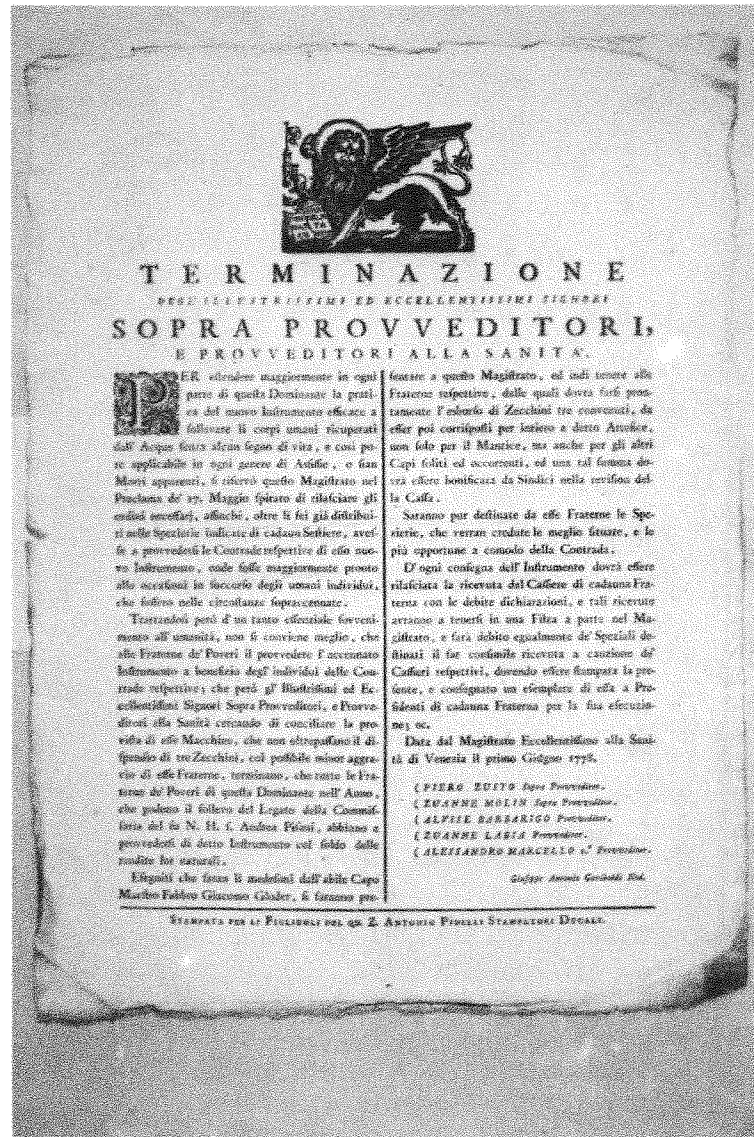 TERMINAZIONE
DEGL'ILLUSTRISSIMI ED ECCELLENTISSIMI SIGNORI
SOPRA PROVVEDITORI,
E PROVVEDITORI ALLA SANITA'.
PER estendere maggiormente in ogni
parte di questa Dominante la prati-
ca del nuovo Instrumento efficace a
sollevare li corpi umani ricuperati
dall' Acque senza alcun segno di vita, e così pu-
re applicabile in ogni genere di Asfisie, o sian
Morti apparenti, si riservò questo Magistrato nel
Proclama de' 17. Maggio spirato di rilasciare gli
ordini necessarj, affinchè, oltre li sei già distribui-
ti nelle Spezierie indicate di cadaun Sestiere, aves-
se a provvedersi le Contrade respettive di esso nuo-
vo Instrumento, onde fosse maggiormente pronto
alle occasioni in soccorso degli umani individui,
che fossero nelle circostanze sopraccennate.
Trattandosi però d'un tanto essenziale sovveni-
mento all'umanità, non si conviene meglio, che
alle Fraterne de' Poveri il provvedere l'accennato
Instrumento a beneficio degl' individui delle Con-
trade respettive; che però gl' Illustrissimi ed Ec-
cellentissimi Signori Sopra Provveditori, e Provve-
ditori alla Sanità cercando di conciliare la prov-
vista di esse Macchine, che non oltrepassano il di-
spendio di tre Zecchini, col possibile minor aggra-
vio di esse Fraterne, terminano, che tutte le Fra-
terne de' Poveri di questa Dominante nell' Anno,
che godono il sollevo del Legato della Commis-
saria del fu N. H. s. Andrea Pisani, abbiano a
provvedersi di detto Instrumento col soldo delle
rendite sue naturali.
Eseguiti che saran li medesimi dall'abile Capo
Mastro Fabbro Giacomo Gloder, si faranno pre-
sentare a questo Magistrato, ed indi tenute alle
Fraterne respettive, dalle quali dovrà farsi pron-
tamente l'esborso di Zecchini tre convenuti, da
esser poi corrisposti per intiero a detto Artefice,
non solo per il Mantice, ma anche per gli altri
Capi soliti ed occorrenti, ed una tal summa do-
vrà essere bonificata da Sindici nella revision del-
la Cassa.
Saranno pur destinate da esse Fraterne le Spe-
zierie, che verran credute le meglio situate, e le
più opportune a comodo della Contrada.
D'ogni consegna dell' Instrumento dovrà essere
rilasciata la ricevuta dal Cassiere di cadauna Fra-
terna con le debite dichiarazioni, e tali ricevute
avranno a tenersi in una Filza a parte nel Ma-
gistrato, e sarà debito egualmente de' Speziali de-
stinati il far consimile ricevuta a cauzione de'
Cassieri respettivi, dovendo essere stampata la pre-
sente, e consegnato un esemplare di essa a Pre-
sidenti di cadauna Fraterna per la sua esecuzio-
ne; ec.
Data dal Magistrato Eccellentissimo alla Sani-
tà di Venezia il primo Giugno 1778.
( PIERO ZUSTO Sopra Provveditor.
( ZUANNE MOLIN Sopra Provveditor.
( ALVISE BARBARIGO Provveditor.
( ZUANNE LABIA Provveditor.
( ALESSANDRO MARCELLO 1.° Provveditor.
Giuseppe Antonio Gariboldi Nod.
STAMPATA PER LI FIGLIUOLI DEL QU. Z. ANTONIO PINELLI STAMPATORI DUCALI.